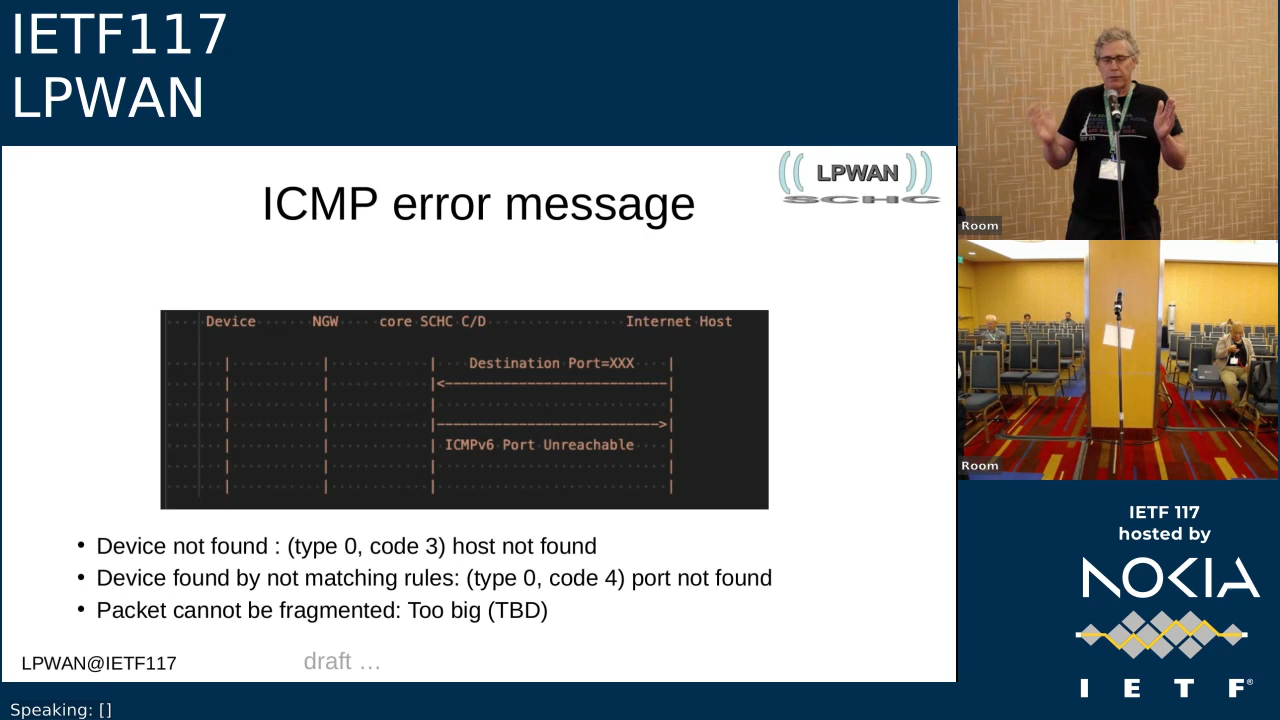 IETF117
LPWAN
LPWAN
SCHC
ICMP error message
Device NGW core SCHC C/D Internet Host
Destination Port=XXX
ICMPv6 Port Unreachable
• Device not found : (type 0, code 3) host not found
• Device found by not matching rules: (type 0, code 4) port not found
• Packet cannot be fragmented: Too big (TBD)
LPWAN@IETF117
draft …
Speaking: []
Room
Room
IETF 117
hosted by
NOKIA
I E T F®